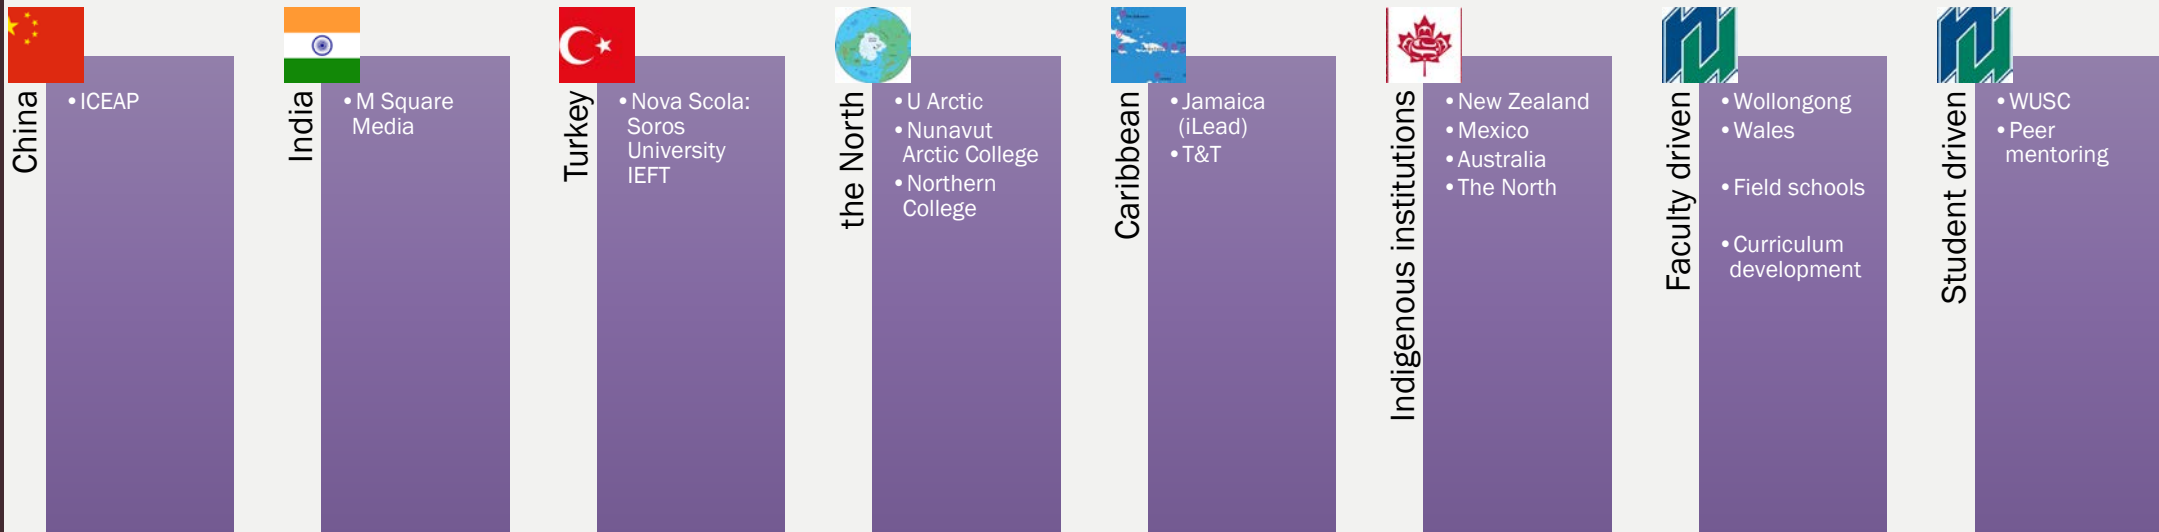 China
• ICEAP
India
• M Square
Media
Turkey
• Nova Scola:
Soros
University
IEFT
the North
• U Arctic
• Nunavut
Arctic College
• Northern
College
Caribbean
• Jamaica
(iLead)
• T&T
Indigenous institutions
• New Zealand
• Mexico
• Australia
• The North
Faculty driven
• Wollongong
• Wales
• Field schools
• Curriculum
development
Student driven
• WUSC
• Peer
mentoring